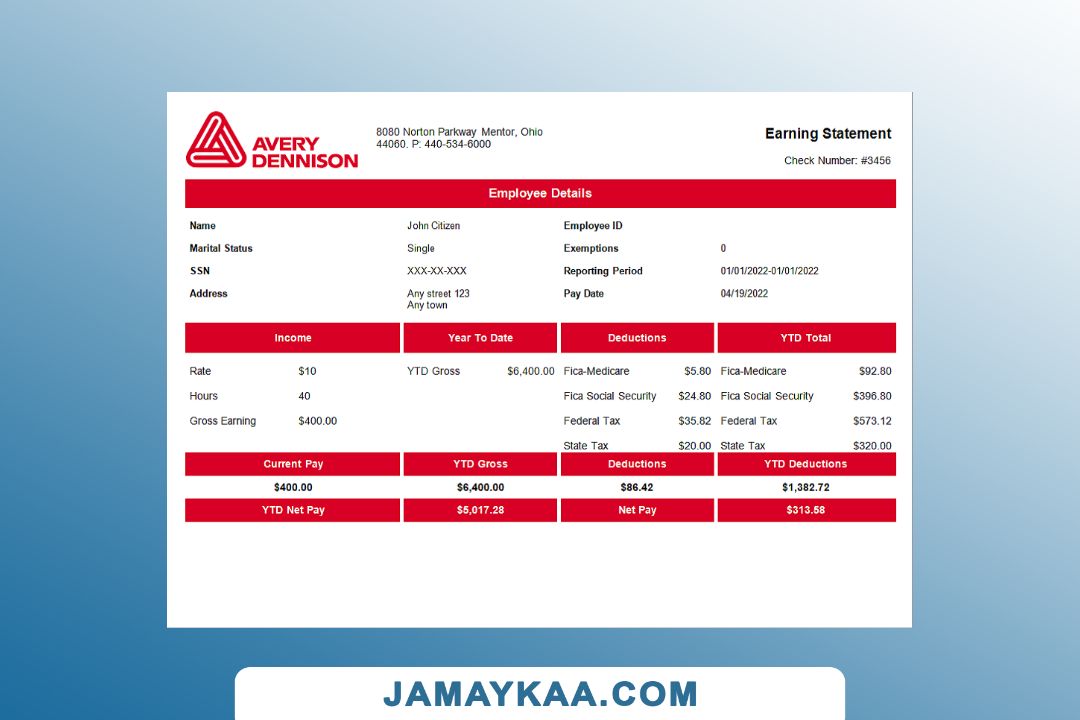 AVERY
DENNISON
8080 Norton Parkway Mentor, Ohio
44060. P: 440-534-6000
Earning Statement
Check Number: #3456
Employee Details
Name John Citizen Employee ID
Marital Status Single Exemptions 0
SSN XXX-XX-XXX Reporting Period 01/01/2022-01/01/2022
Address Any street 123 Pay Date 04/19/2022
Any town
Income Year To Date Deductions YTD Total
Rate $10 YTD Gross $6,400.00 Fica-Medicare $5.80 Fica-Medicare $92.80
Hours 40 Fica Social Security $24.80 Fica Social Security $396.80
Gross Earning $400.00 Federal Tax $35.82 Federal Tax $573.12
State Tax $20.00 State Tax $320.00
Current Pay YTD Gross Deductions YTD Deductions
$400.00 $6,400.00 $86.42 $1,382.72
YTD Net Pay $5,017.28 Net Pay $313.58
JAMAYKAA.COM